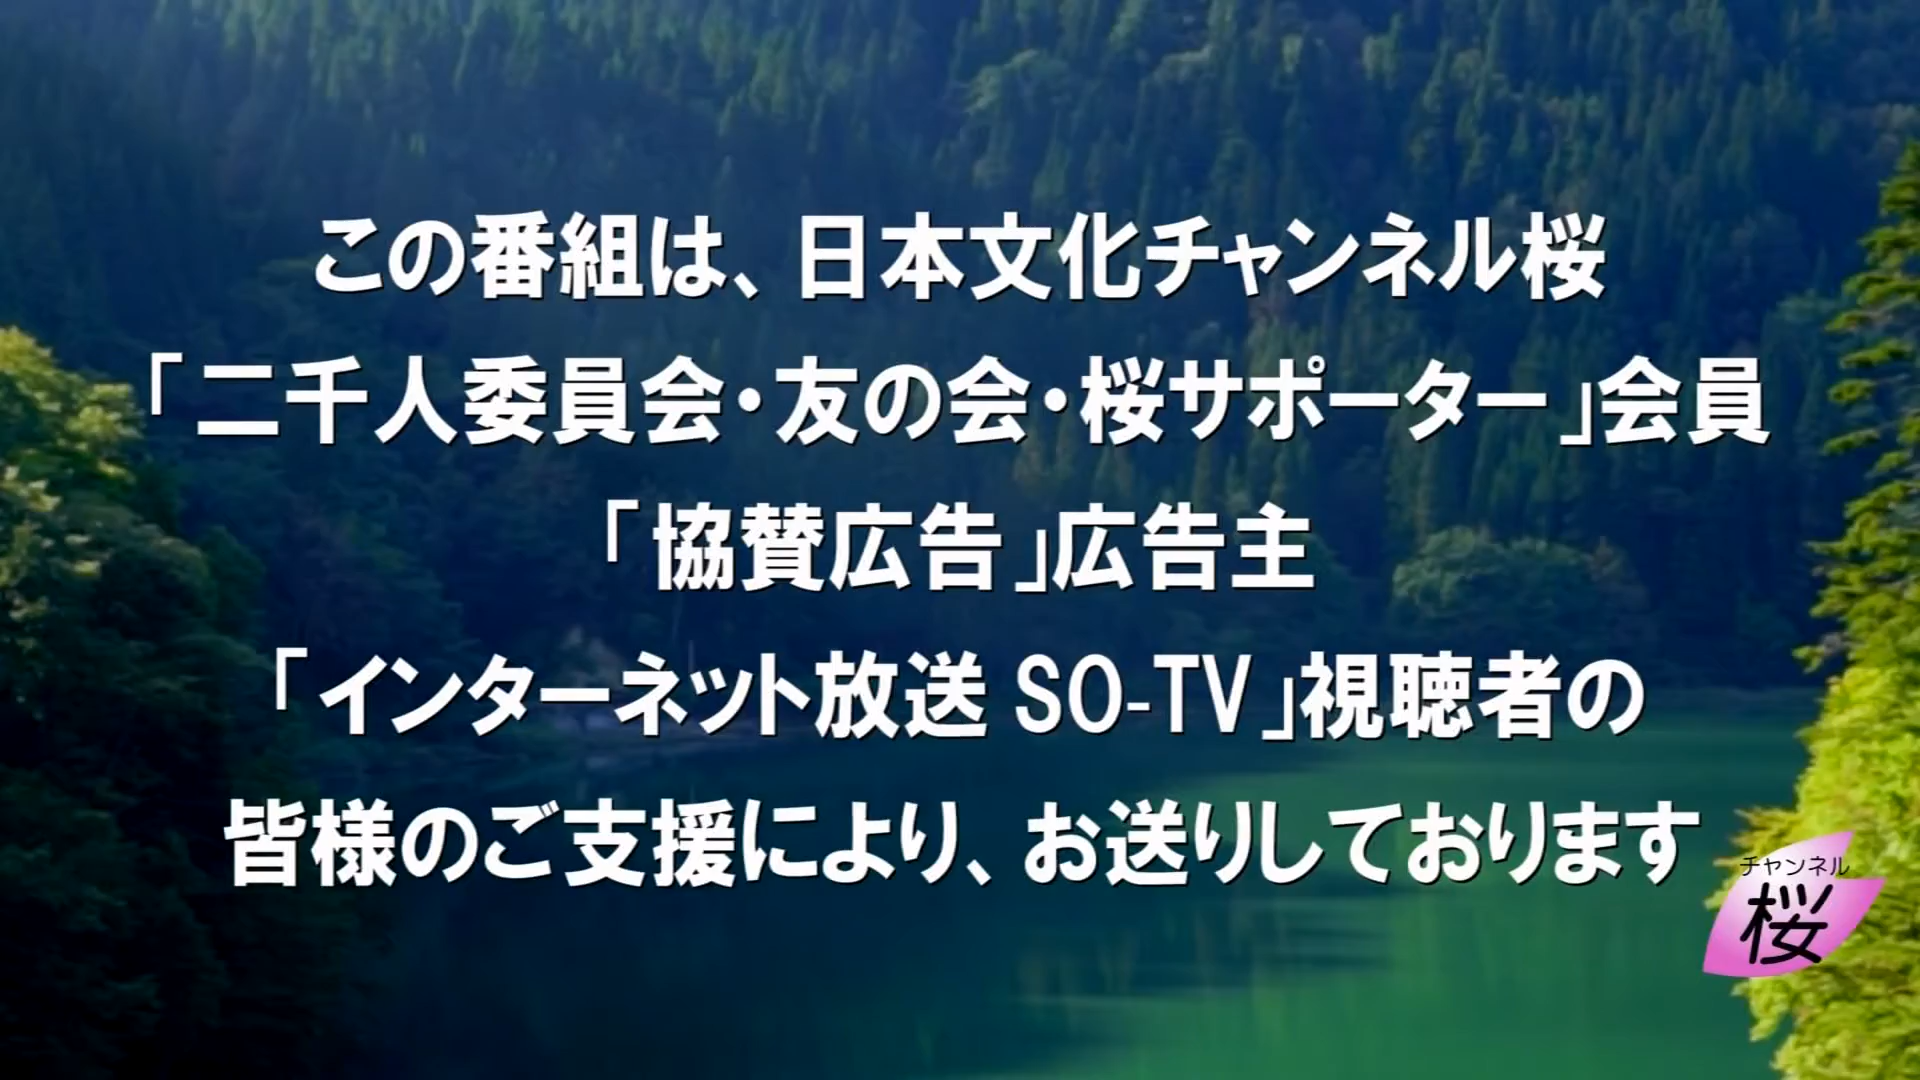 この番組は、日本文化チャンネル桜
「二千人委員会・友の会・桜サポーター」会員
「協賛広告」広告主
「インターネット放送 SO-TV」視聴者の
皆様のご支援により、お送りしております
チャンネル
桜